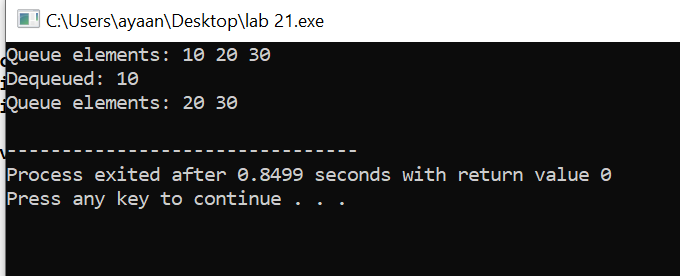 C:\Users\ayaan\Desktop\lab 21.exe
Queue elements: 10 20 30
Dequeued: 10
Queue elements: 20 30
--------------------------------
Process exited after 0.8499 seconds with return value 0
Press any key to continue . . .